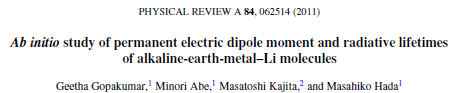 PHYSICAL REVIEW A 84, 062514 (2011)
Ab initio study of permanent electric dipole moment and radiative lifetimes
of alkaline-earth-metal–Li molecules
Geetha Gopakumar,1 Minori Abe,1 Masatoshi Kajita,2 and Masahiko Hada1